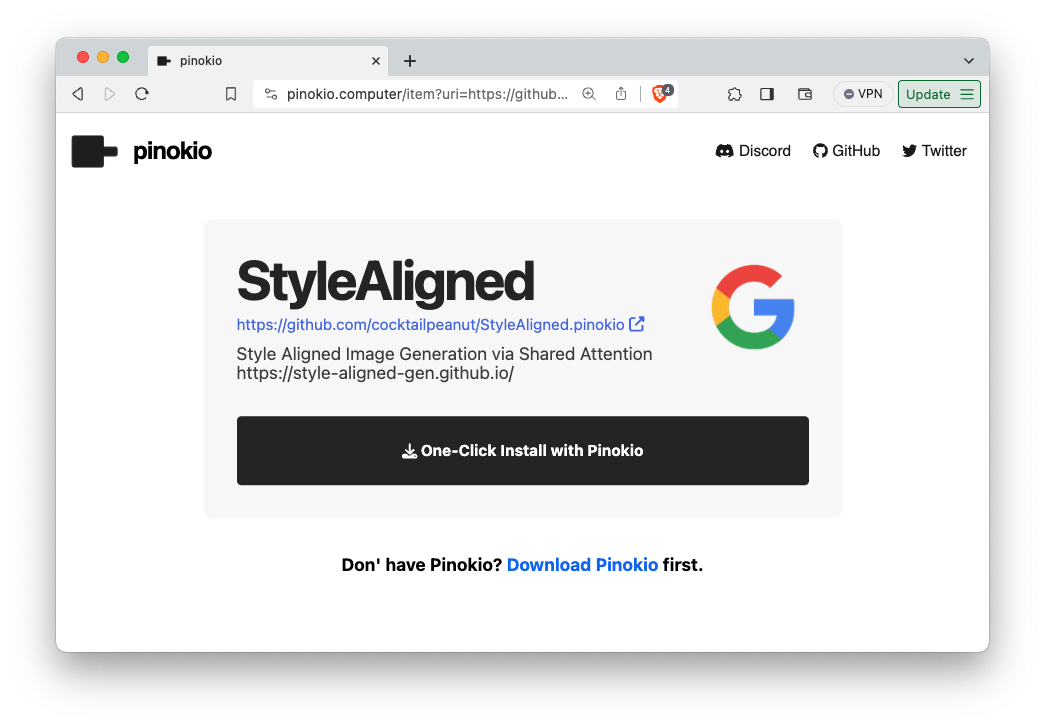 pinokio
pinokio.computer/item?uri=https://github...
4
VPN
Update
pinokio
Discord
GitHub
Twitter
StyleAligned
https://github.com/cocktailpeanut/StyleAligned.pinokio
Style Aligned Image Generation via Shared Attention
https://style-aligned-gen.github.io/
One-Click Install with Pinokio
Don' have Pinokio? Download Pinokio first.